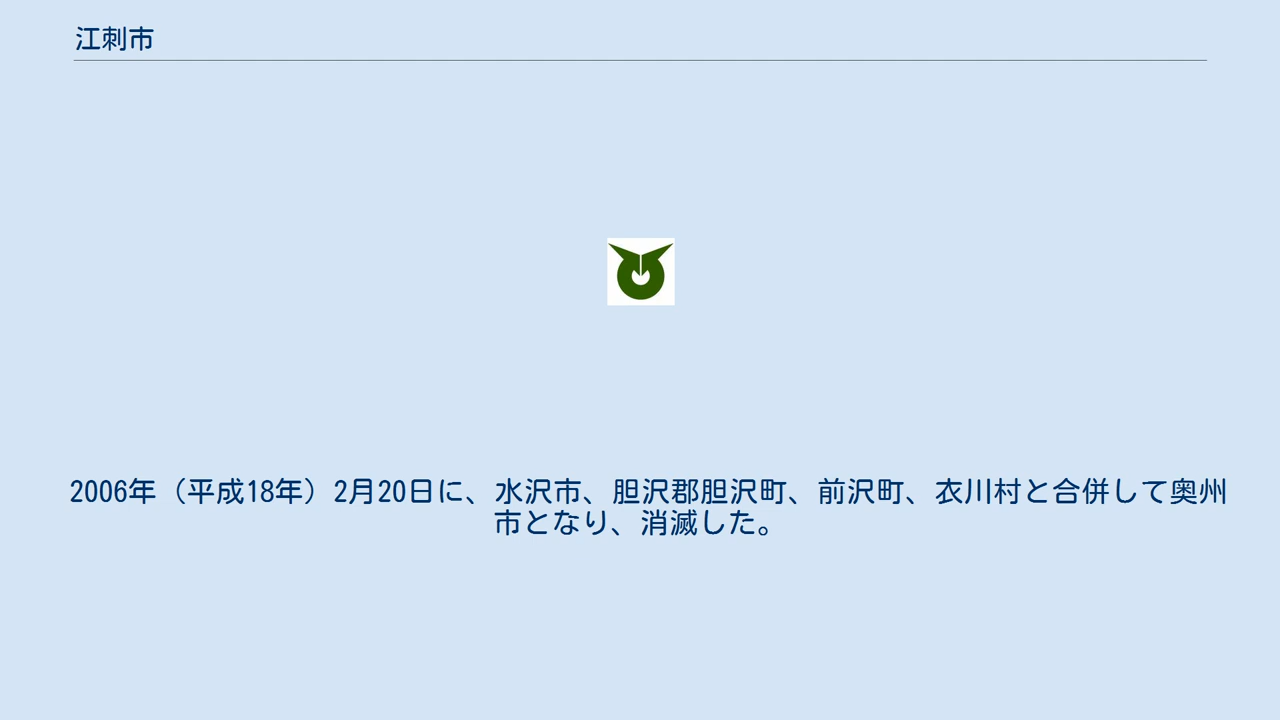 江刺市
2006年（平成18年）2月20日に、水沢市、胆沢郡胆沢町、前沢町、衣川村と合併して奥州
市となり、消滅した。